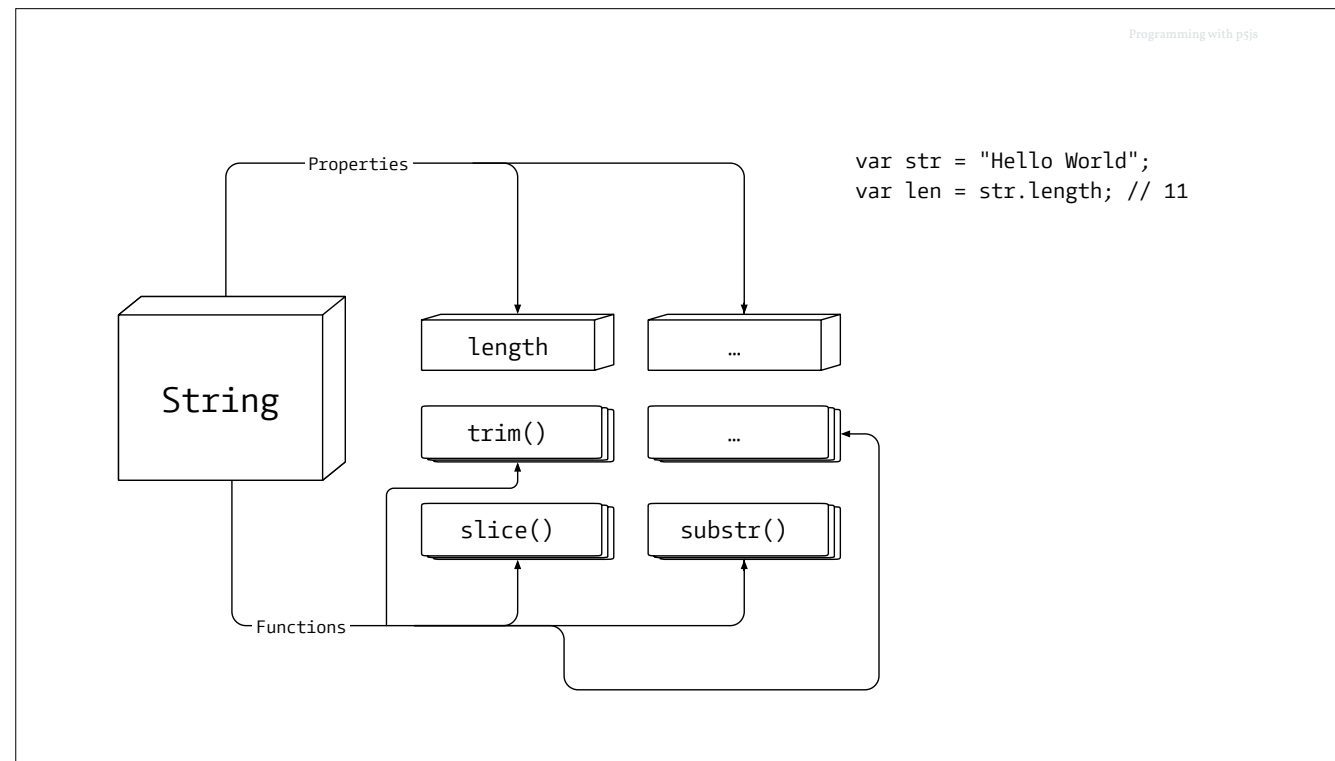 Programming with p5js
Properties
var str = "Hello World";
var len = str.length; // 11
String
length
…
trim()
…
slice()
substr()
Functions